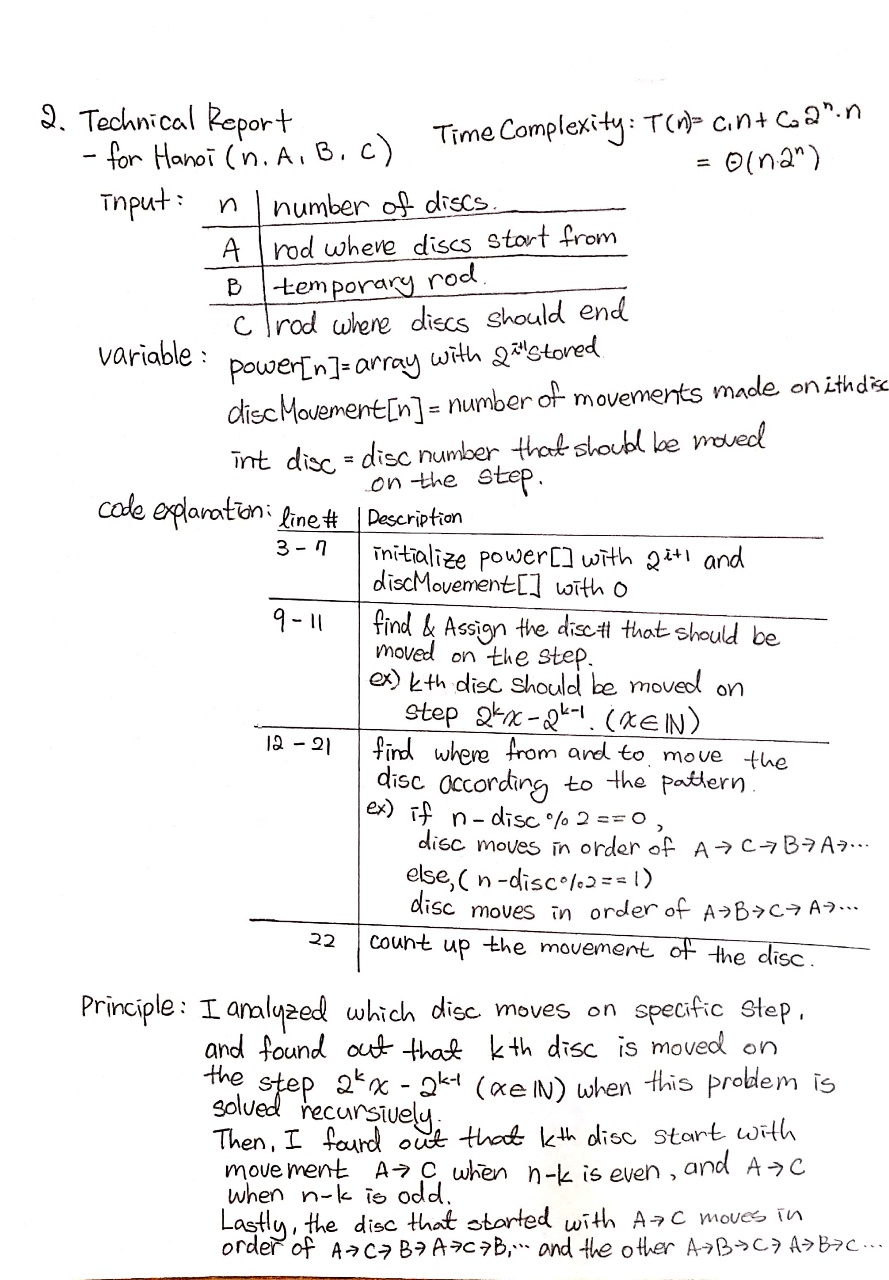 2. Technical Report
- for Hanoi (n, A, B, C)
Time Complexity: T(n)= c₁n + c₂2ⁿ·n
= Θ(n·2ⁿ)
input:
n | number of discs.
A | rod where discs start from
B | temporary rod.
C | rod where discs should end
variable: power[n]= array with 2ⁱ⁺¹ stored
discMovement[n] = number of movements made on ith disc
int disc = disc number that should be moved
on the step.
code explanation: line # | Description
3 - 7 | initialize power[] with 2ⁱ⁺¹ and
discMovement[] with 0
9 - 11 | find & Assign the disc# that should be
moved on the step.
ex) kth disc should be moved on
step 2ᵏx - 2ᵏ⁻¹. (x∈ℕ)
12 - 21 | find where from and to move the
disc according to the pattern.
ex) if n - disc % 2 == 0,
disc moves in order of A→C→B→A→...
else, (n - disc%2 == 1)
disc moves in order of A→B→C→A→...
22 | count up the movement of the disc.
Principle: I analyzed which disc moves on specific step,
and found out that kth disc is moved on
the step 2ᵏx - 2ᵏ⁻¹ (x∈ℕ) when this problem is
solved recursively.
Then, I found out that kth disc start with
movement A→C when n-k is even, and A→C
when n-k is odd.
Lastly, the disc that started with A→C moves in
order of A→C→B→A→C→B,... and the other A→B→C→A→B→C...